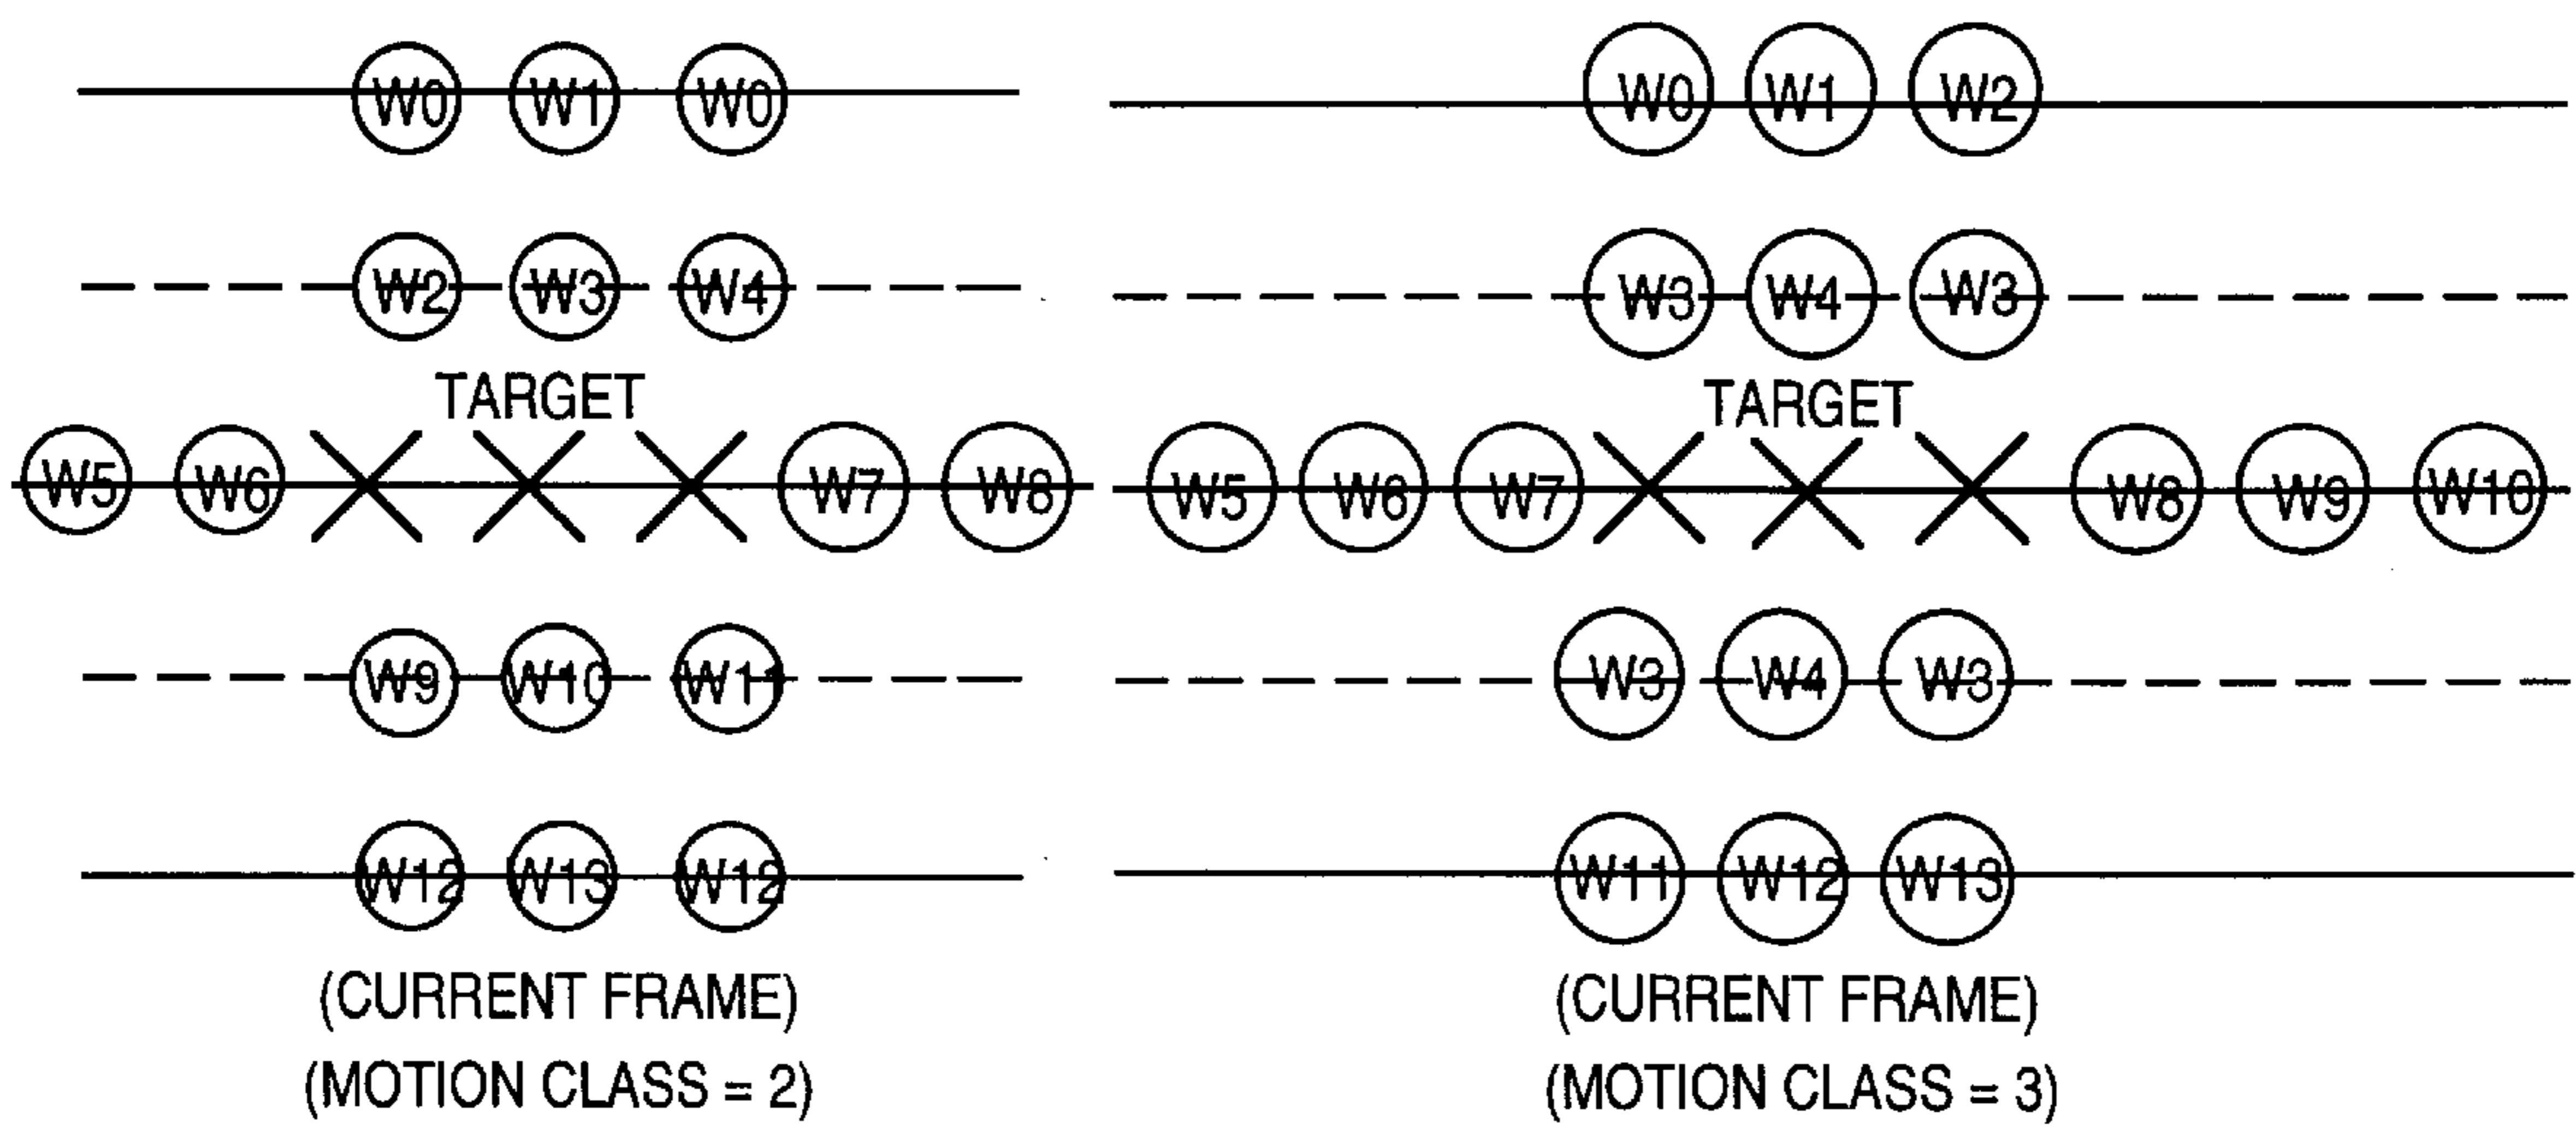 W0 W1 W0
W2 W3 W4
TARGET
W5 W6 W7 W8
W9 W10 W11
W12 W13 W12
(CURRENT FRAME)
(MOTION CLASS = 2)
W0 W1 W2
W3 W4 W3
TARGET
W5 W6 W7 W8 W9 W10
W3 W4 W3
W11 W12 W13
(CURRENT FRAME)
(MOTION CLASS = 3)